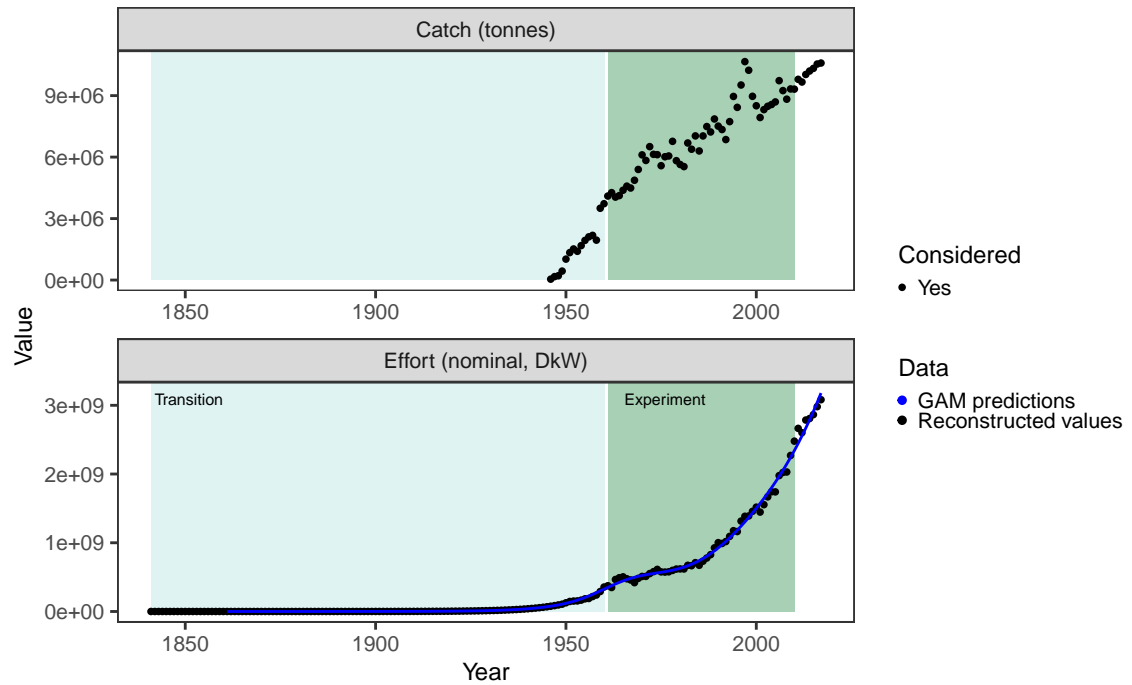 Catch (tonnes)
9e+06
6e+06
3e+06
0e+00
1850 1900 1950 2000
Value
Effort (nominal, DkW)
Transition Experiment
3e+09
2e+09
1e+09
0e+00
1850 1900 1950 2000
Year
Considered
Yes
Data
GAM predictions
Reconstructed values